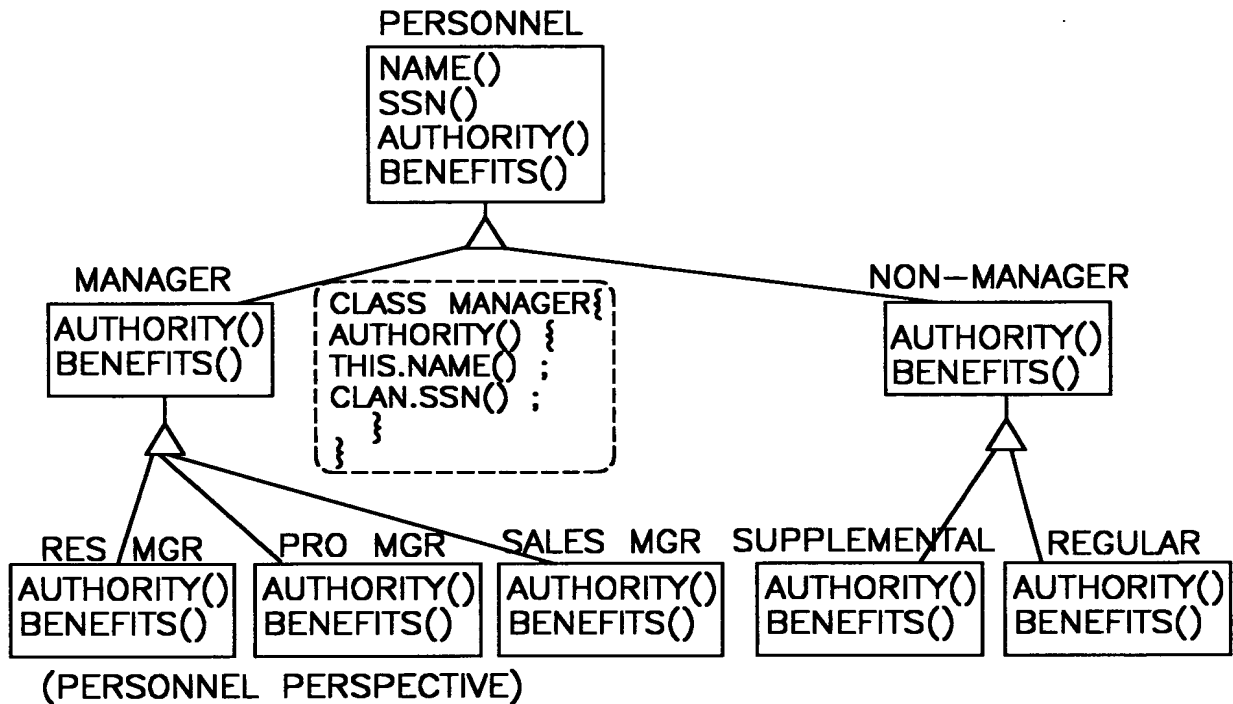 PERSONNEL
NAME()
SSN()
AUTHORITY()
BENEFITS()
MANAGER
AUTHORITY()
BENEFITS()
CLASS MANAGER{
AUTHORITY() {
THIS.NAME() ;
CLAN.SSN() ;
}
}
NON-MANAGER
AUTHORITY()
BENEFITS()
RES MGR
AUTHORITY()
BENEFITS()
PRO MGR
AUTHORITY()
BENEFITS()
SALES MGR
AUTHORITY()
BENEFITS()
SUPPLEMENTAL
AUTHORITY()
BENEFITS()
REGULAR
AUTHORITY()
BENEFITS()
(PERSONNEL PERSPECTIVE)